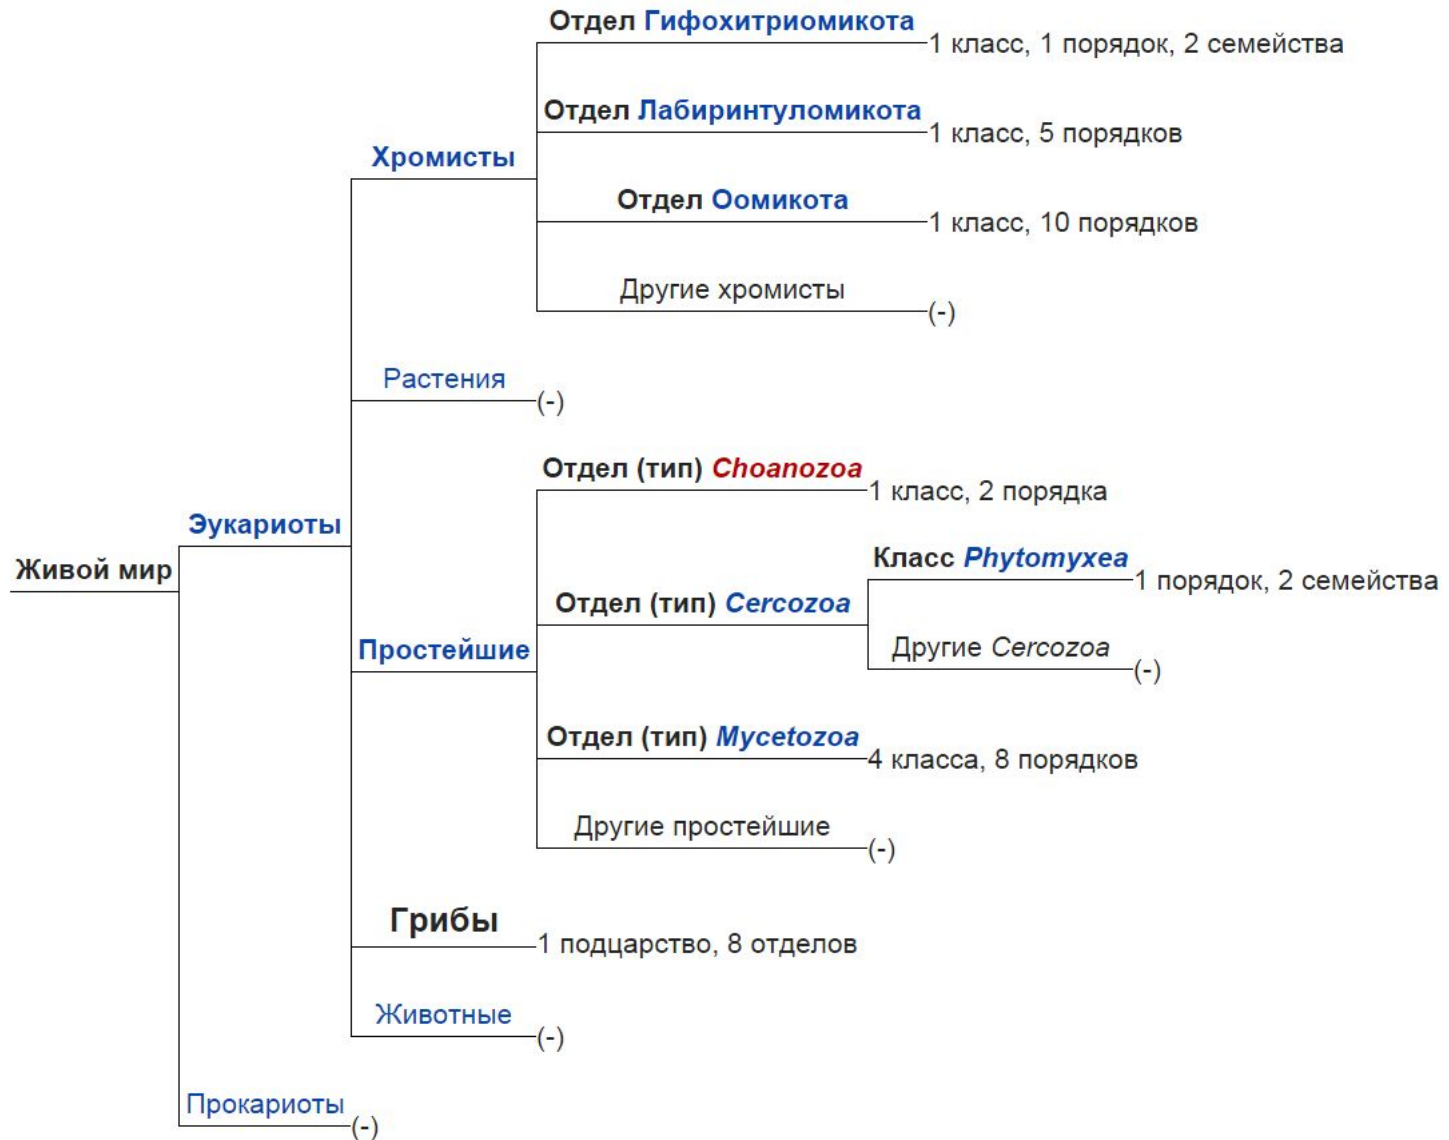 Отдел Гифохитриомикота
1 класс, 1 порядок, 2 семейства
Отдел Лабиринтуломикота
1 класс, 5 порядков
Хромисты
Отдел Оомикота
1 класс, 10 порядков
Другие хромисты
(-)
Растения
(-)
Отдел (тип) Choanozoa
1 класс, 2 порядка
Эукариоты
Класс Phytomyxea
1 порядок, 2 семейства
Живой мир
Отдел (тип) Cercozoa
Простейшие
Другие Cercozoa
(-)
Отдел (тип) Mycetozoa
4 класса, 8 порядков
Другие простейшие
(-)
Грибы
1 подцарство, 8 отделов
Животные
(-)
Прокариоты
(-)